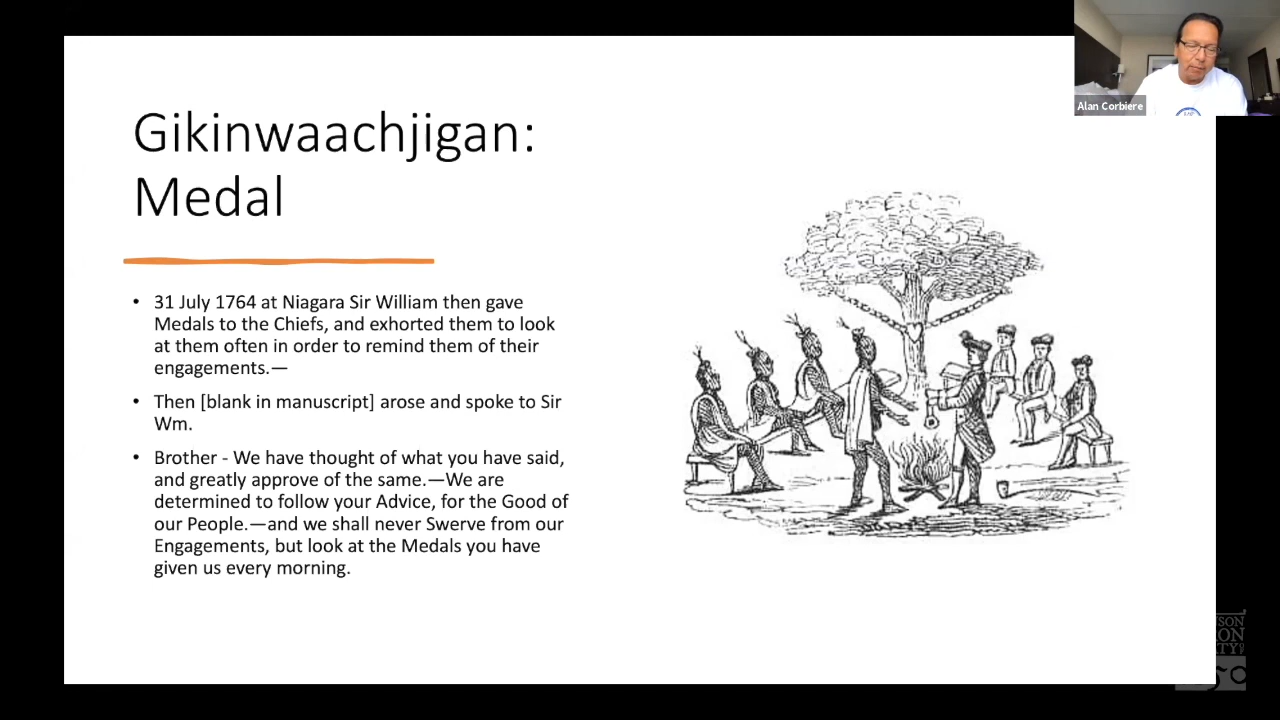 Gikinwaachjigan:
Medal
• 31 July 1764 at Niagara Sir William then gave
Medals to the Chiefs, and exhorted them to look
at them often in order to remind them of their
engagements.—
• Then [blank in manuscript] arose and spoke to Sir
Wm.
• Brother - We have thought of what you have said,
and greatly approve of the same.—We are
determined to follow your Advice, for the Good of
our People.—and we shall never Swerve from our
Engagements, but look at the Medals you have
given us every morning.
Alan Corbiere